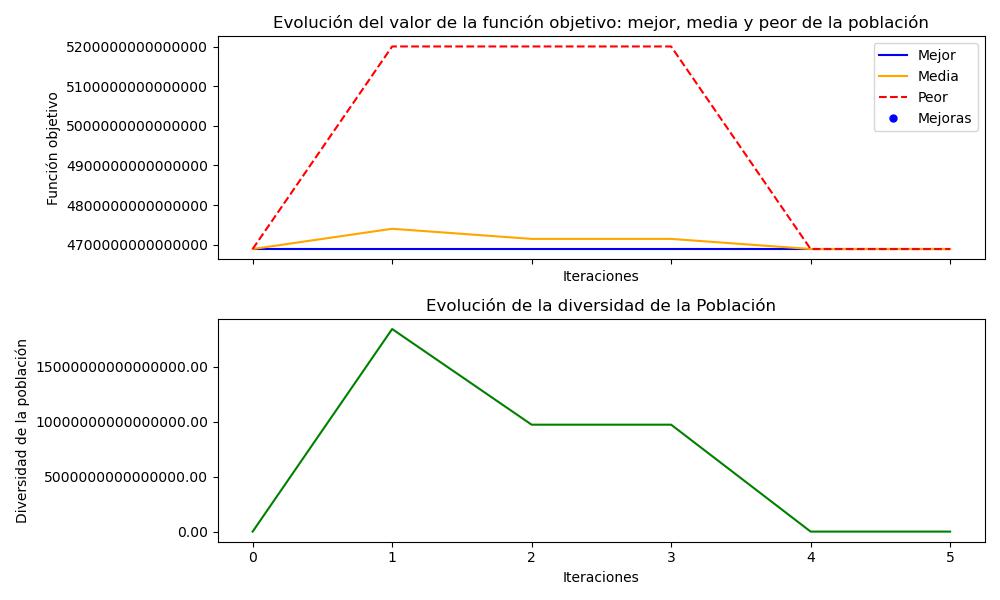 Evolución del valor de la función objetivo: mejor, media y peor de la población
Función objetivo
5200000000000000
5100000000000000
5000000000000000
4900000000000000
4800000000000000
4700000000000000
Mejor
Media
Peor
Mejoras
Iteraciones
Evolución de la diversidad de la Población
Diversidad de la población
15000000000000000.00
10000000000000000.00
5000000000000000.00
0.00
0 1 2 3 4 5
Iteraciones